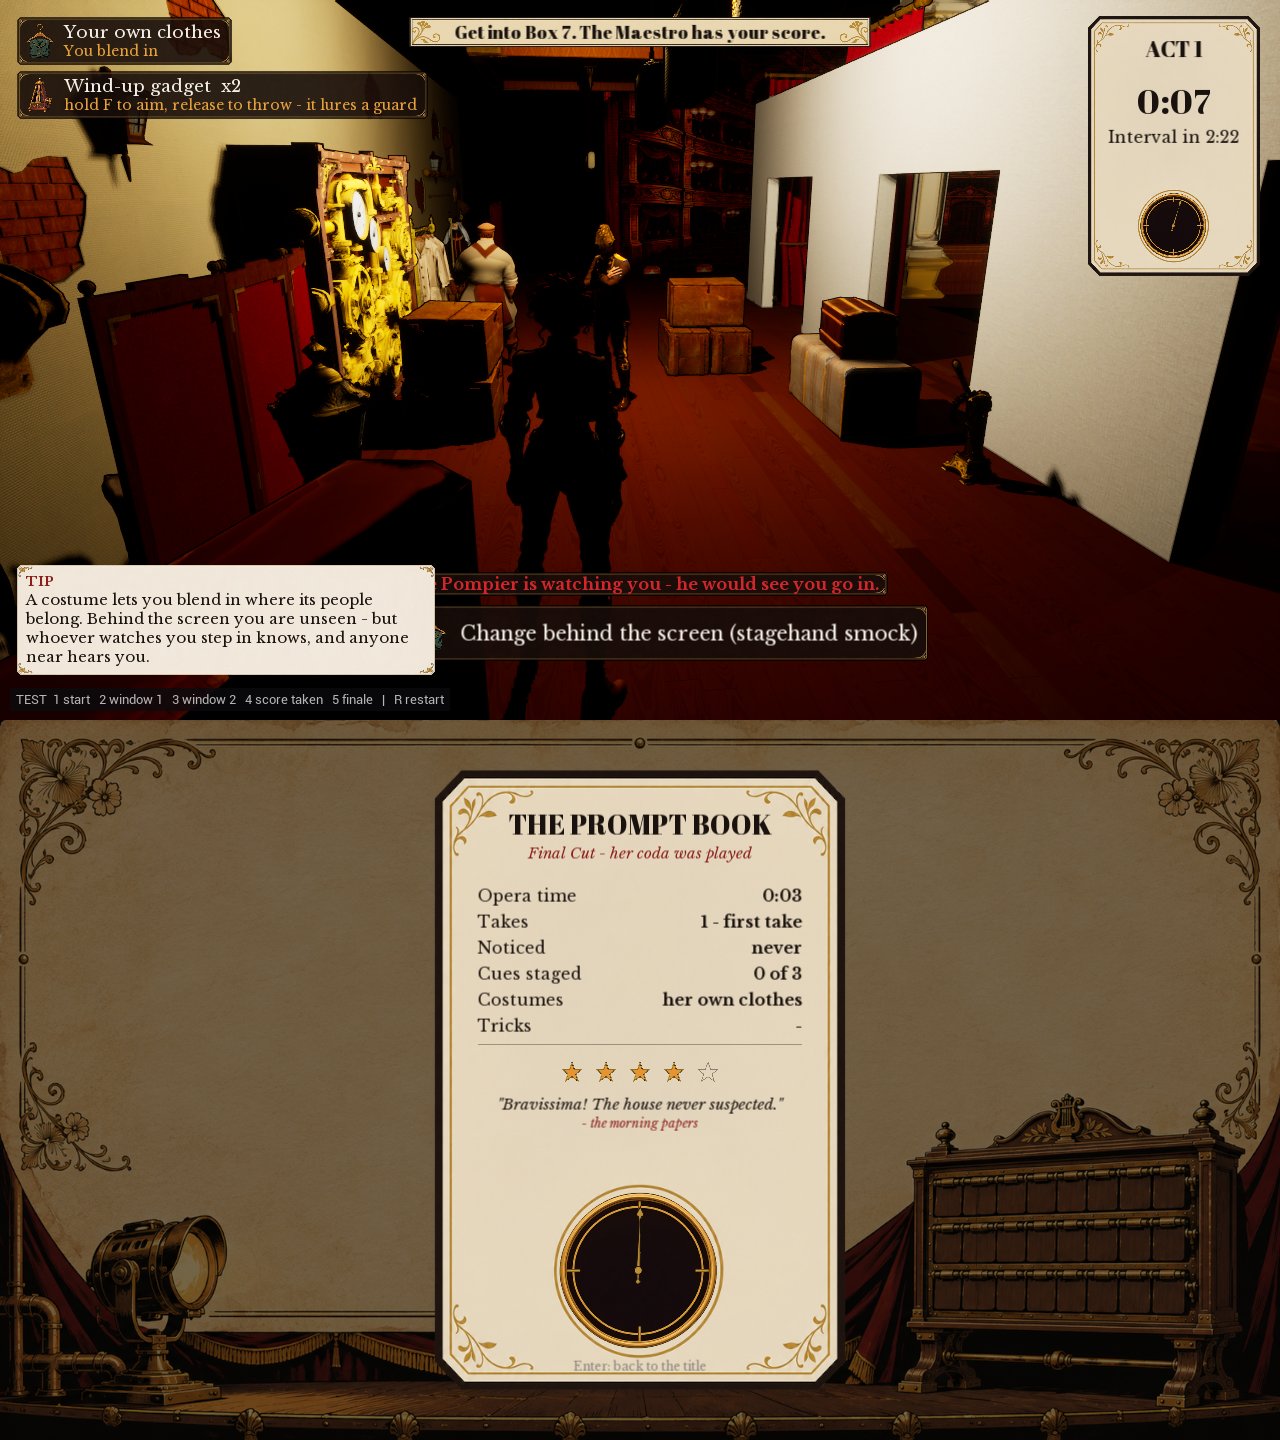 Your own clothes
You blend in
Wind-up gadget x2
hold F to aim, release to throw - it lures a guard
Get into Box 7. The Maestro has your score.
ACT 1
0:07
Interval in 2:22
Pompier is watching you - he would see you go in.
Change behind the screen (stagehand smock)
TIP
A costume lets you blend in where its people
belong. Behind the screen you are unseen - but
whoever watches you step in knows, and anyone
near hears you.
TEST 1 start 2 window 1 3 window 2 4 score taken 5 finale | R restart
THE PROMPT BOOK
Final Cut - her coda was played
Opera time 0:03
Takes 1 - first take
Noticed never
Cues staged 0 of 3
Costumes her own clothes
Tricks -
"Bravissima! The house never suspected."
- the morning papers
Enter: back to the title